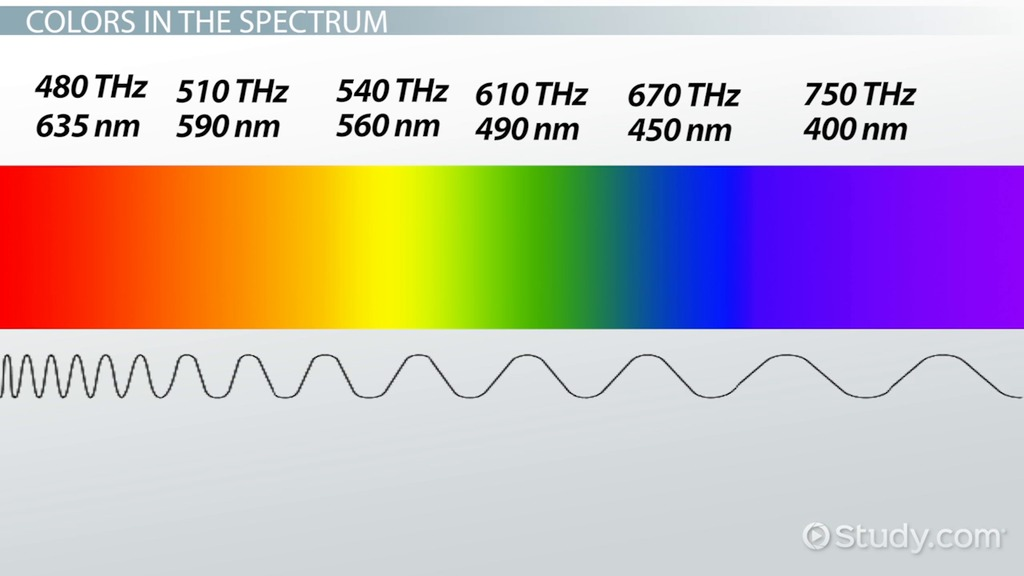 COLORS IN THE SPECTRUM
480 THz 510 THz 540 THz 610 THz 670 THz 750 THz
635 nm 590 nm 560 nm 490 nm 450 nm 400 nm
Study.com